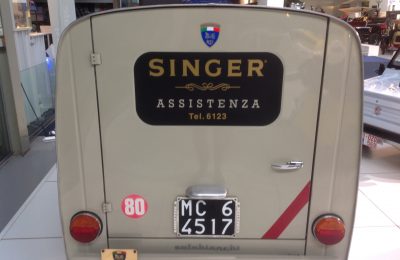 SINGER
ASSISTENZA
Tel. 6123
80
MC 6
4517
autobianchi